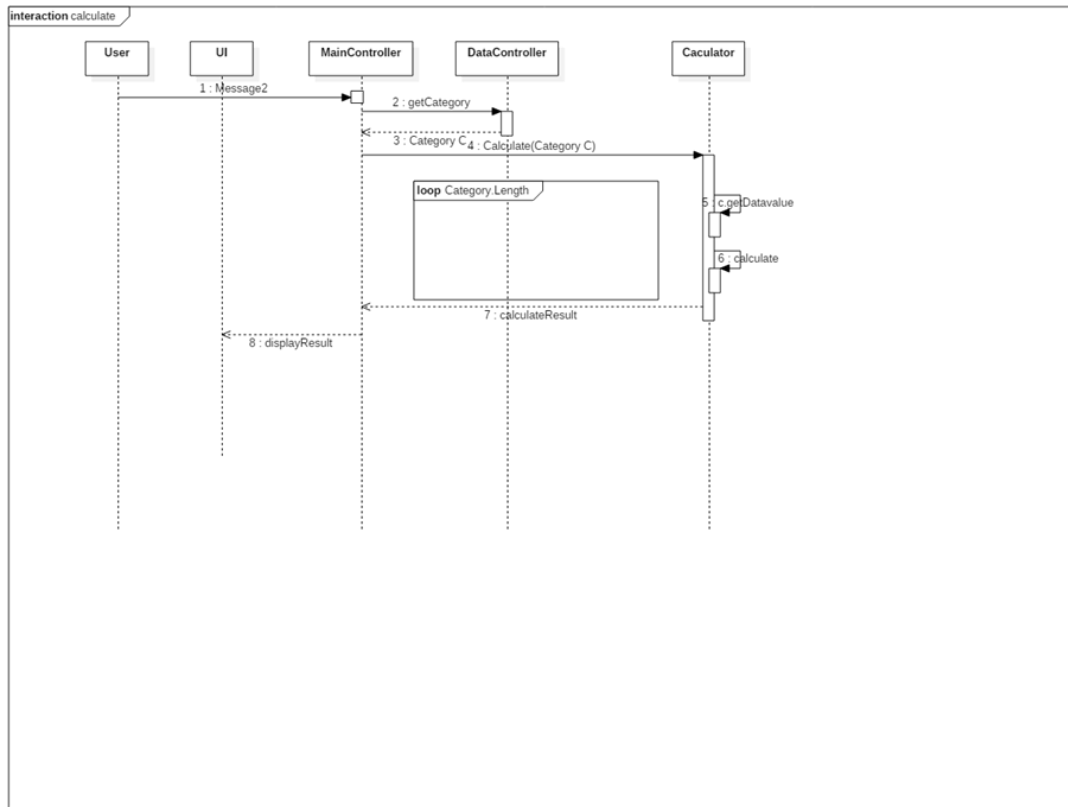 interaction calculate
User
UI
MainController
DataController
Caculator
1 : Message2
2 : getCategory
3 : Category C
4 : Calculate(Category C)
loop Category.Length
5 : c.getDatavalue
6 : calculate
7 : calculateResult
8 : displayResult